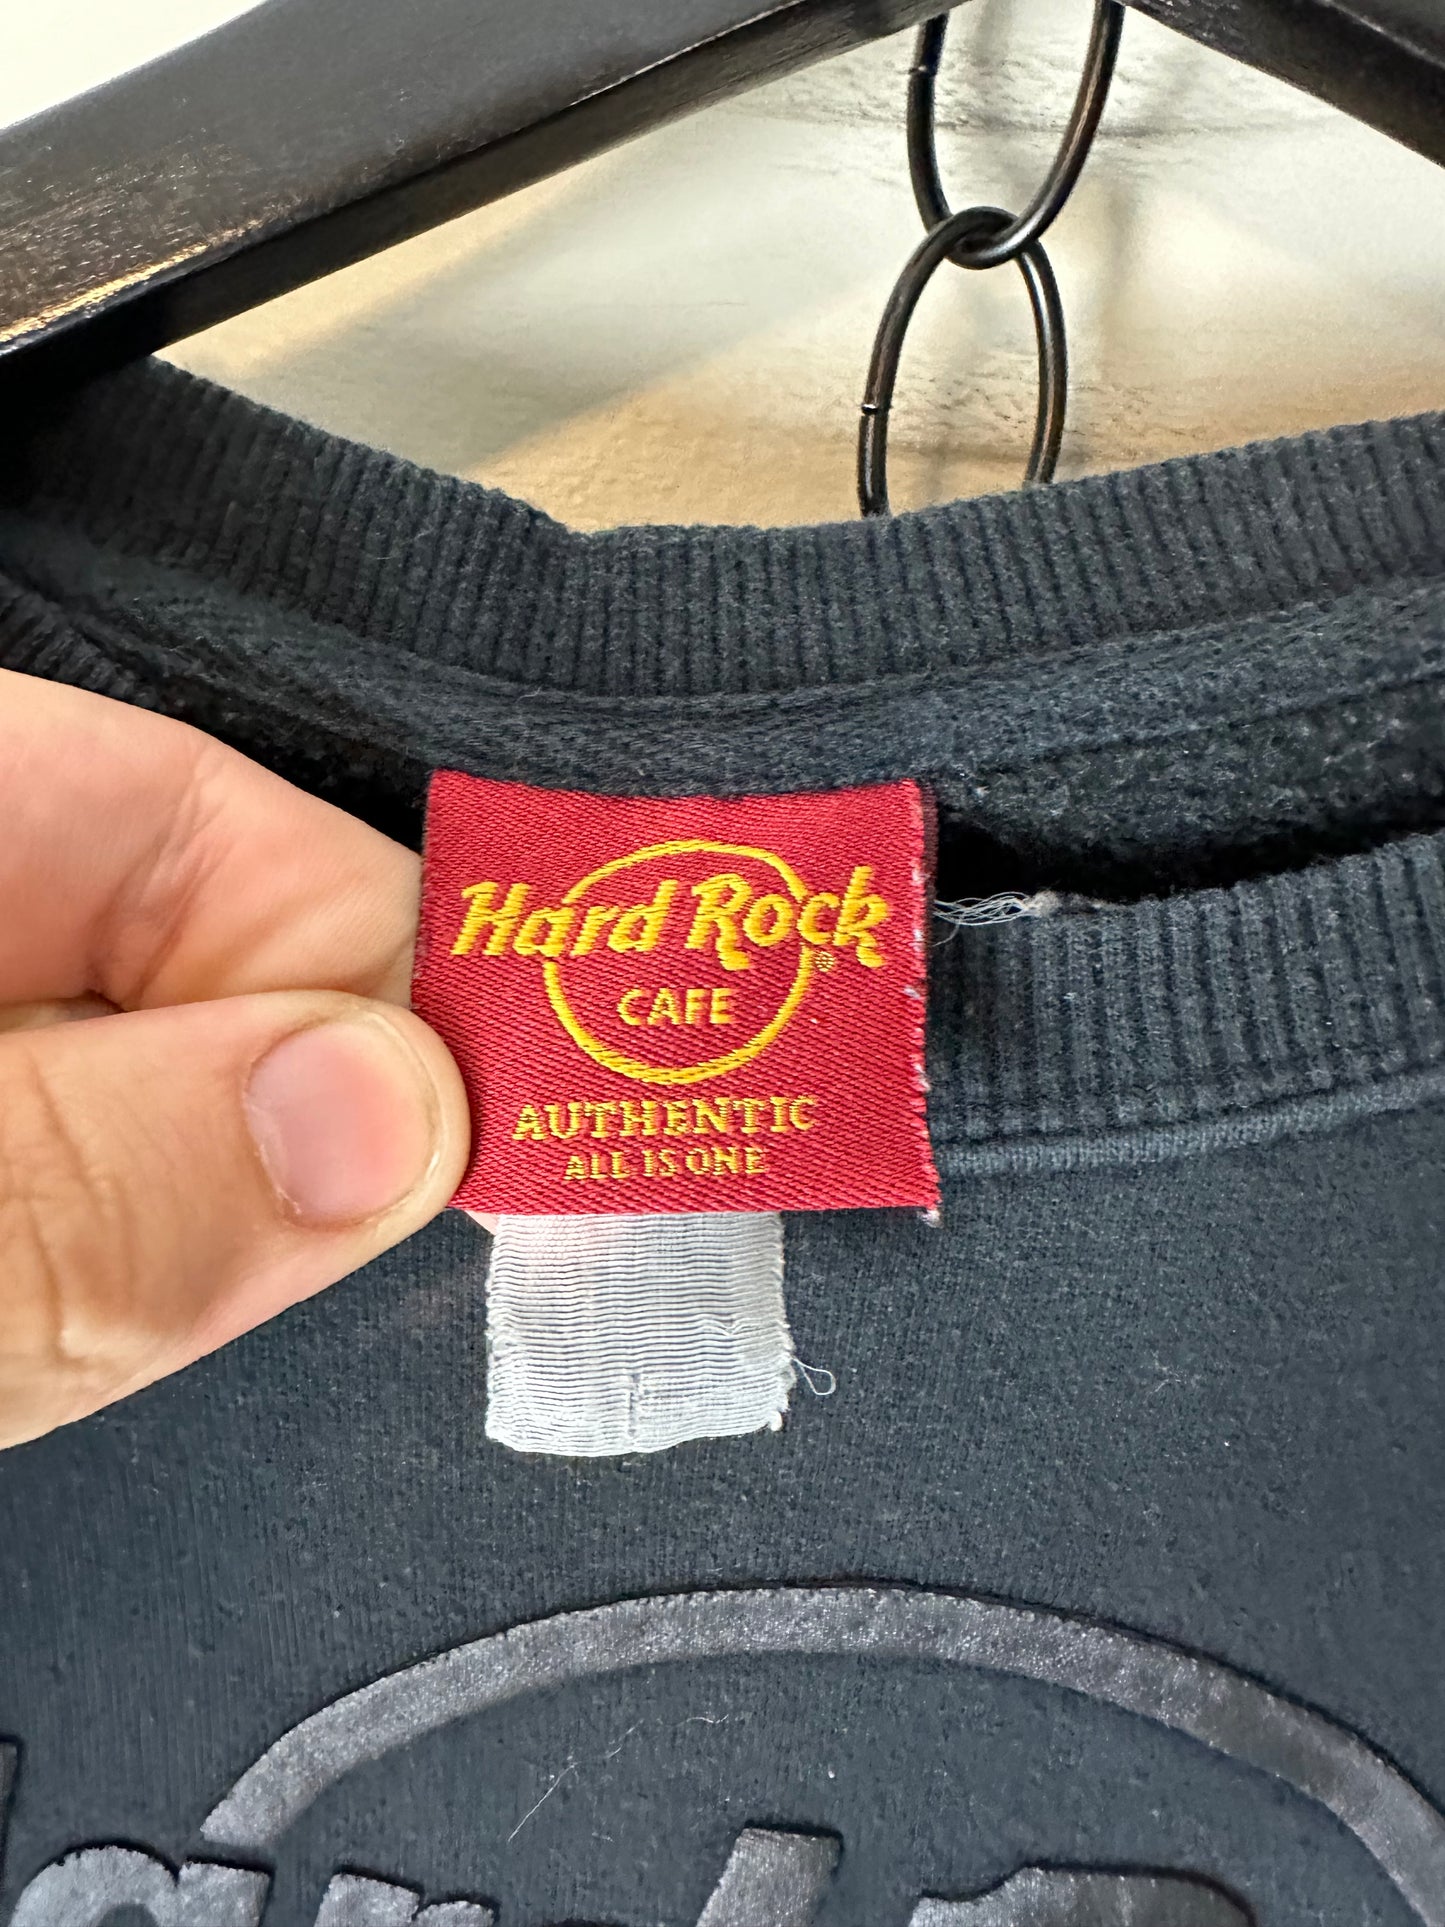 Hard Rock®
CAFE
AUTHENTIC
ALL IS ONE